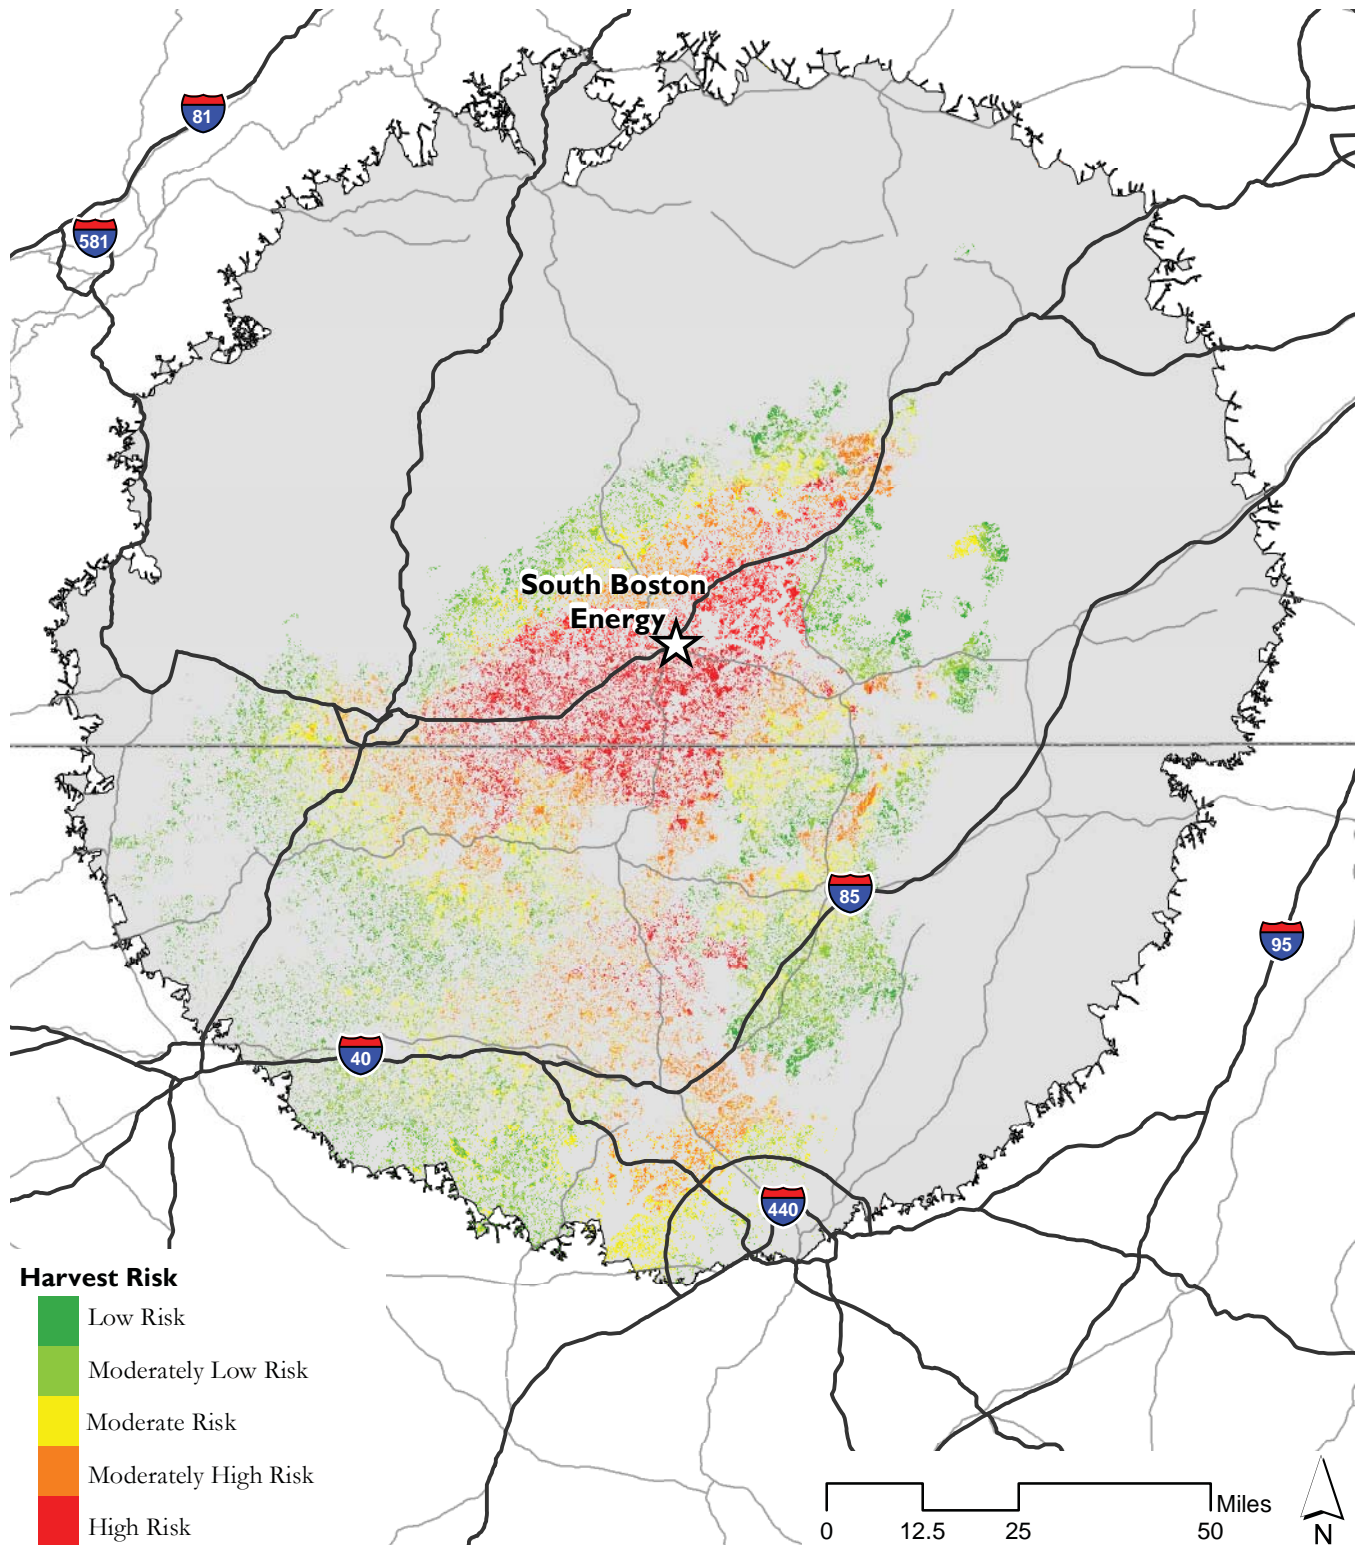 81
581
South Boston
Energy
85
95
40
440
Harvest Risk
Low Risk
Moderately Low Risk
Moderate Risk
Moderately High Risk
High Risk
Miles
0 12.5 25 50
N